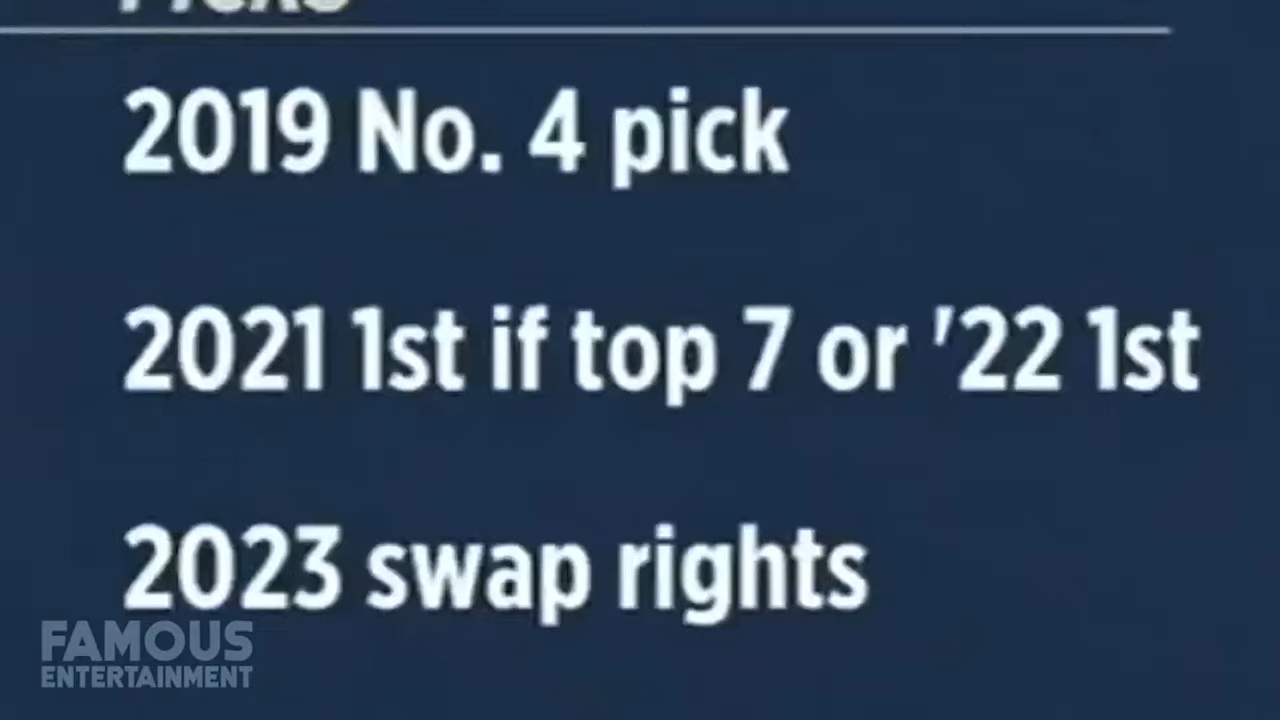 2019 No. 4 pick
2021 1st if top 7 or '22 1st
2023 swap rights
FAMOUS
ENTERTAINMENT